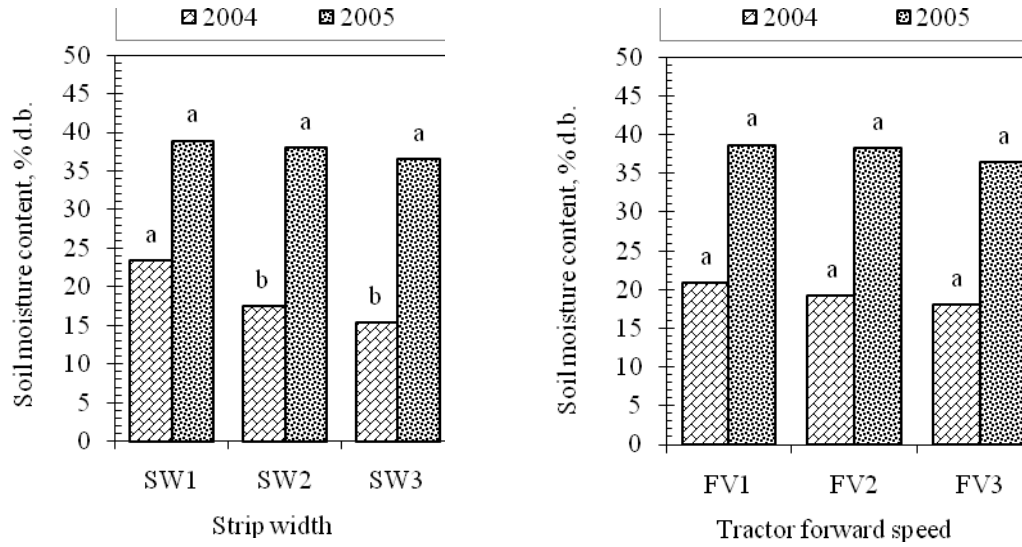 2004 2005
Soil moisture content, % d.b.
50
45
40
35
30
25
20
15
10
5
0
a
a
a
a
b
b
SW1 SW2 SW3
Strip width
2004 2005
Soil moisture content, % d.b.
50
45
40
35
30
25
20
15
10
5
0
a
a
a
a
a
a
FV1 FV2 FV3
Tractor forward speed